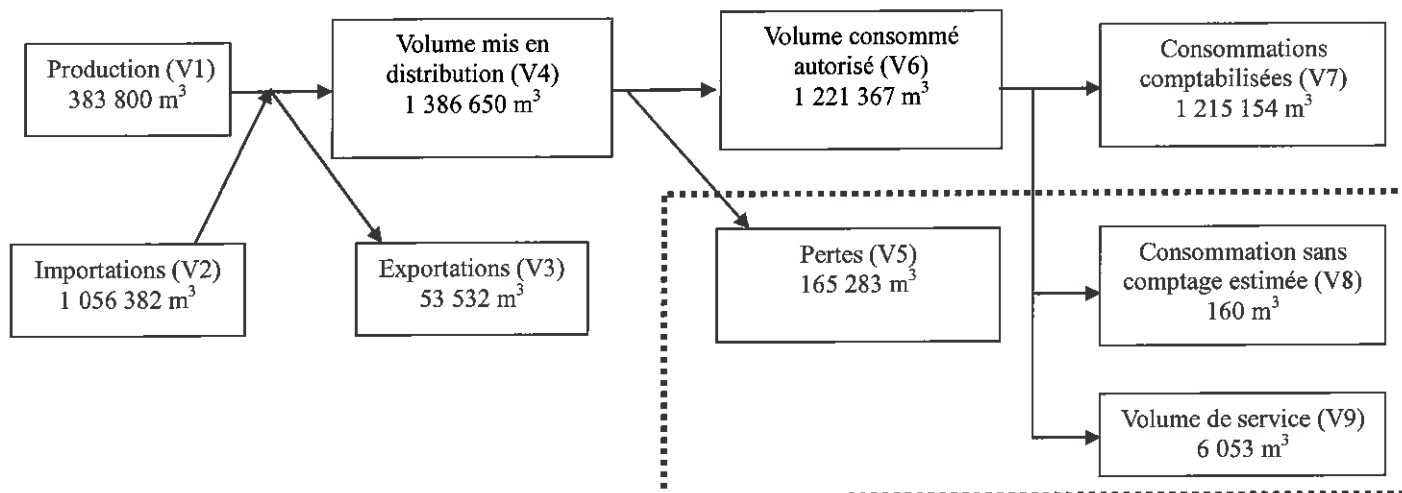 Production (V1)
383 800 m³
Volume mis en
distribution (V4)
1 386 650 m³
Volume consommé
autorisé (V6)
1 221 367 m³
Consommations
comptabilisées (V7)
1 215 154 m³
Importations (V2)
1 056 382 m³
Exportations (V3)
53 532 m³
Pertes (V5)
165 283 m³
Consommation sans
comptage estimée (V8)
160 m³
Volume de service (V9)
6 053 m³